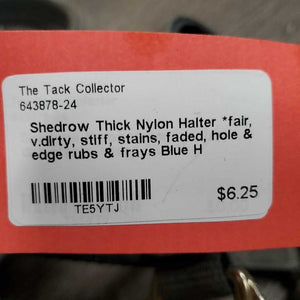 The Tack Collector
643878-24
Shedrow Thick Nylon Halter *fair,
v.dirty, stiff, stains, faded, hole &
edge rubs & frays Blue H
$6.25
TE5YTJ